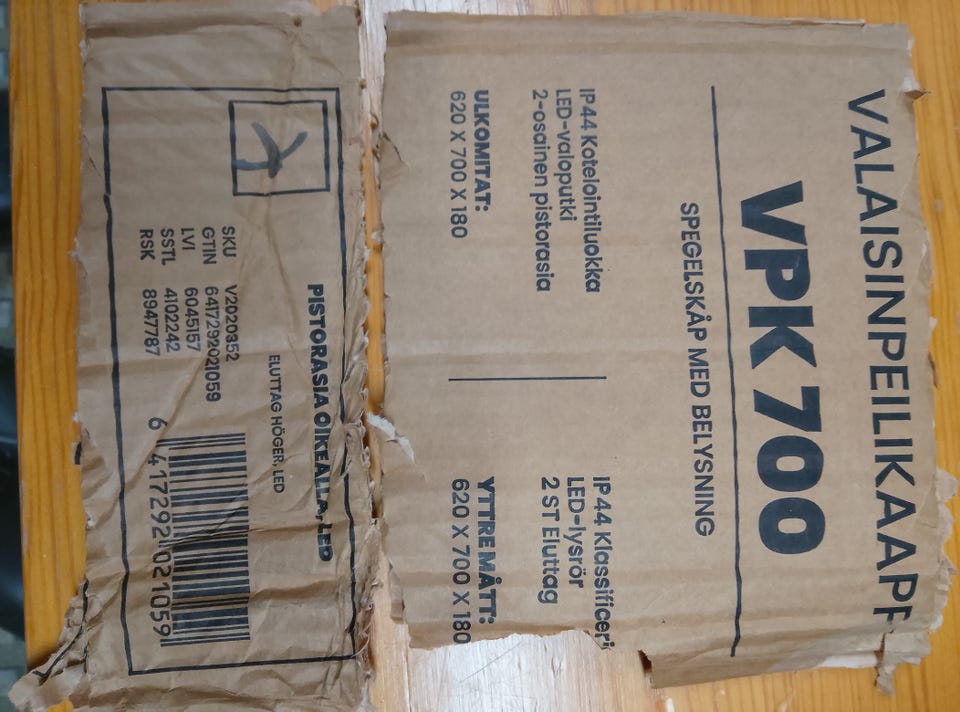 VALAISINPEILIKAAPP
VPK 700
SPEGELSKÅP MED BELYSNING
IP44 Kotelointiluokka
LED-valoputki
2-osainen pistorasia
ULKOMITAT:
620 X 700 X 180
IP44 Klassificeri
LED-lysrör
2 ST Eluttag
YTTREMÅTT:
620 X 700 X 180
PISTORASIA OIKEALLA, LED
ELUTTAG HÖGER, LED
SKU V2020352
GTIN 6417292021059
LVI 6045157
SSTL 4102242
RSK 8947787
6 417292 021059